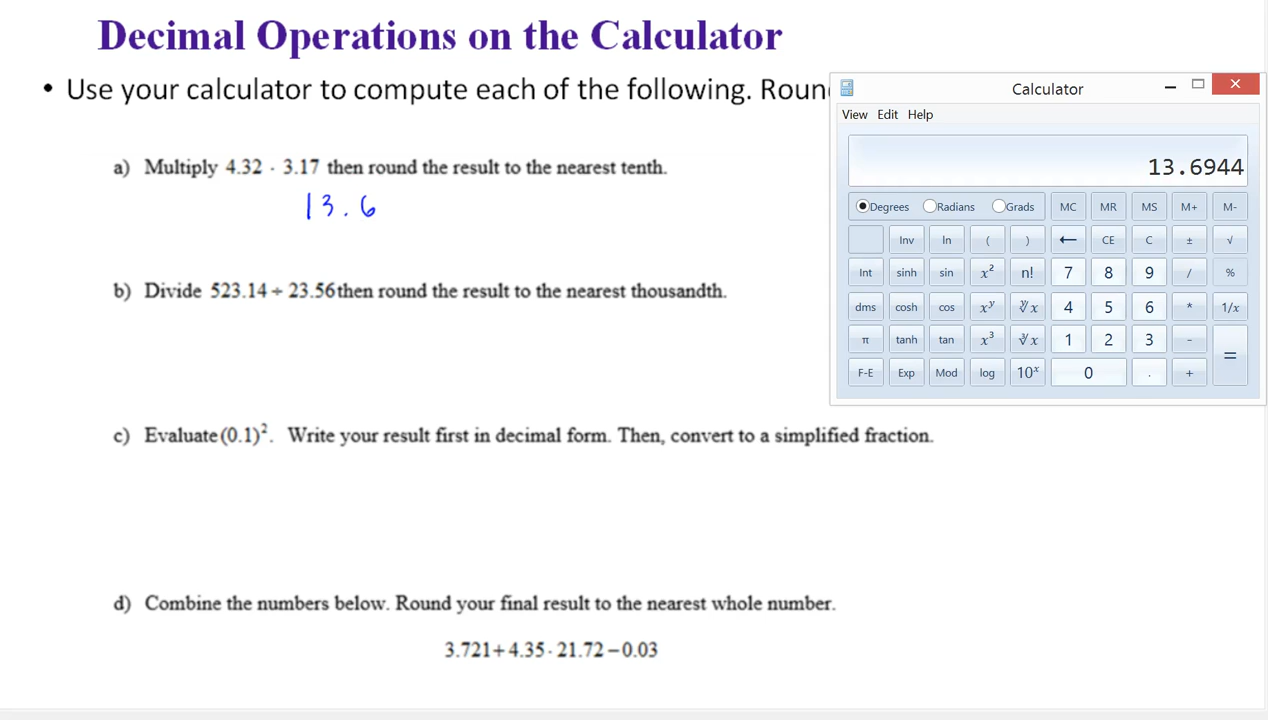 Decimal Operations on the Calculator
• Use your calculator to compute each of the following. Roun
a) Multiply 4.32 · 3.17 then round the result to the nearest tenth.
13.6
b) Divide 523.14 ÷ 23.56 then round the result to the nearest thousandth.
c) Evaluate (0.1)². Write your result first in decimal form. Then, convert to a simplified fraction.
d) Combine the numbers below. Round your final result to the nearest whole number.
3.721 + 4.35 · 21.72 − 0.03
Calculator
View Edit Help
13.6944
Degrees Radians Grads MC MR MS M+ M-
Inv ln ( ) ← CE C ± √
Int sinh sin x² n! 7 8 9 / %
dms cosh cos xʸ ʸ√x 4 5 6 * 1/x
π tanh tan x³ ³√x 1 2 3 - =
F-E Exp Mod log 10ˣ 0 . +